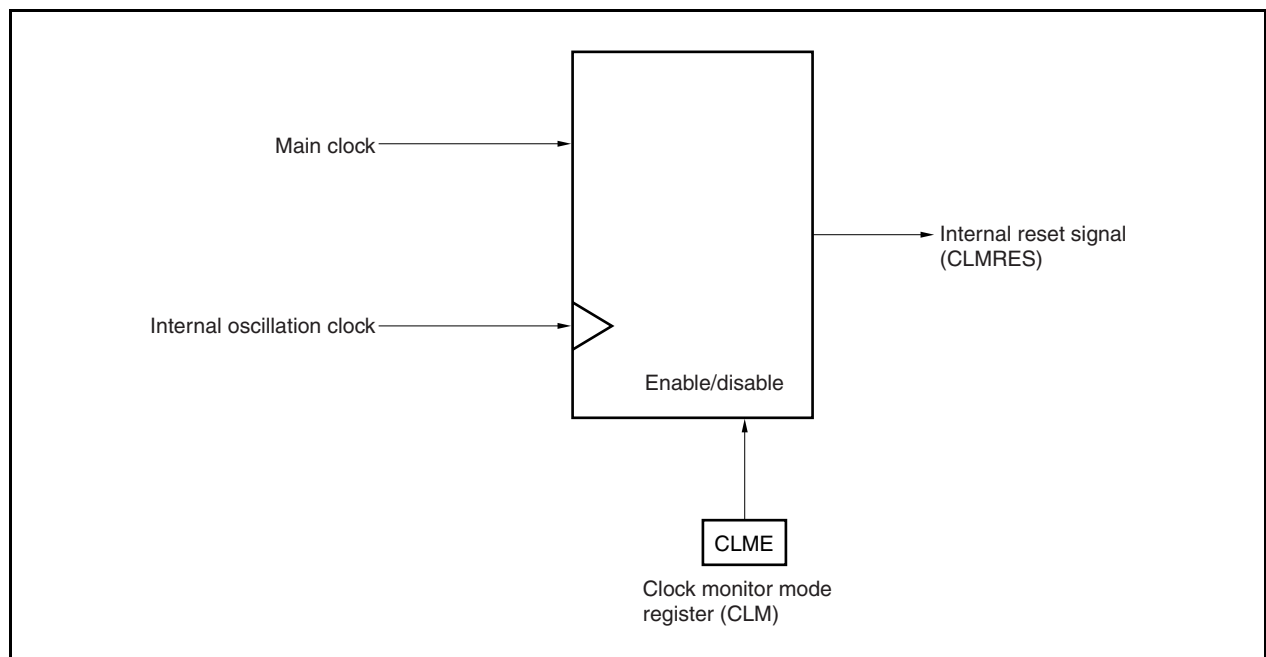 Main clock
Internal reset signal
(CLMRES)
Internal oscillation clock
Enable/disable
CLME
Clock monitor mode
register (CLM)